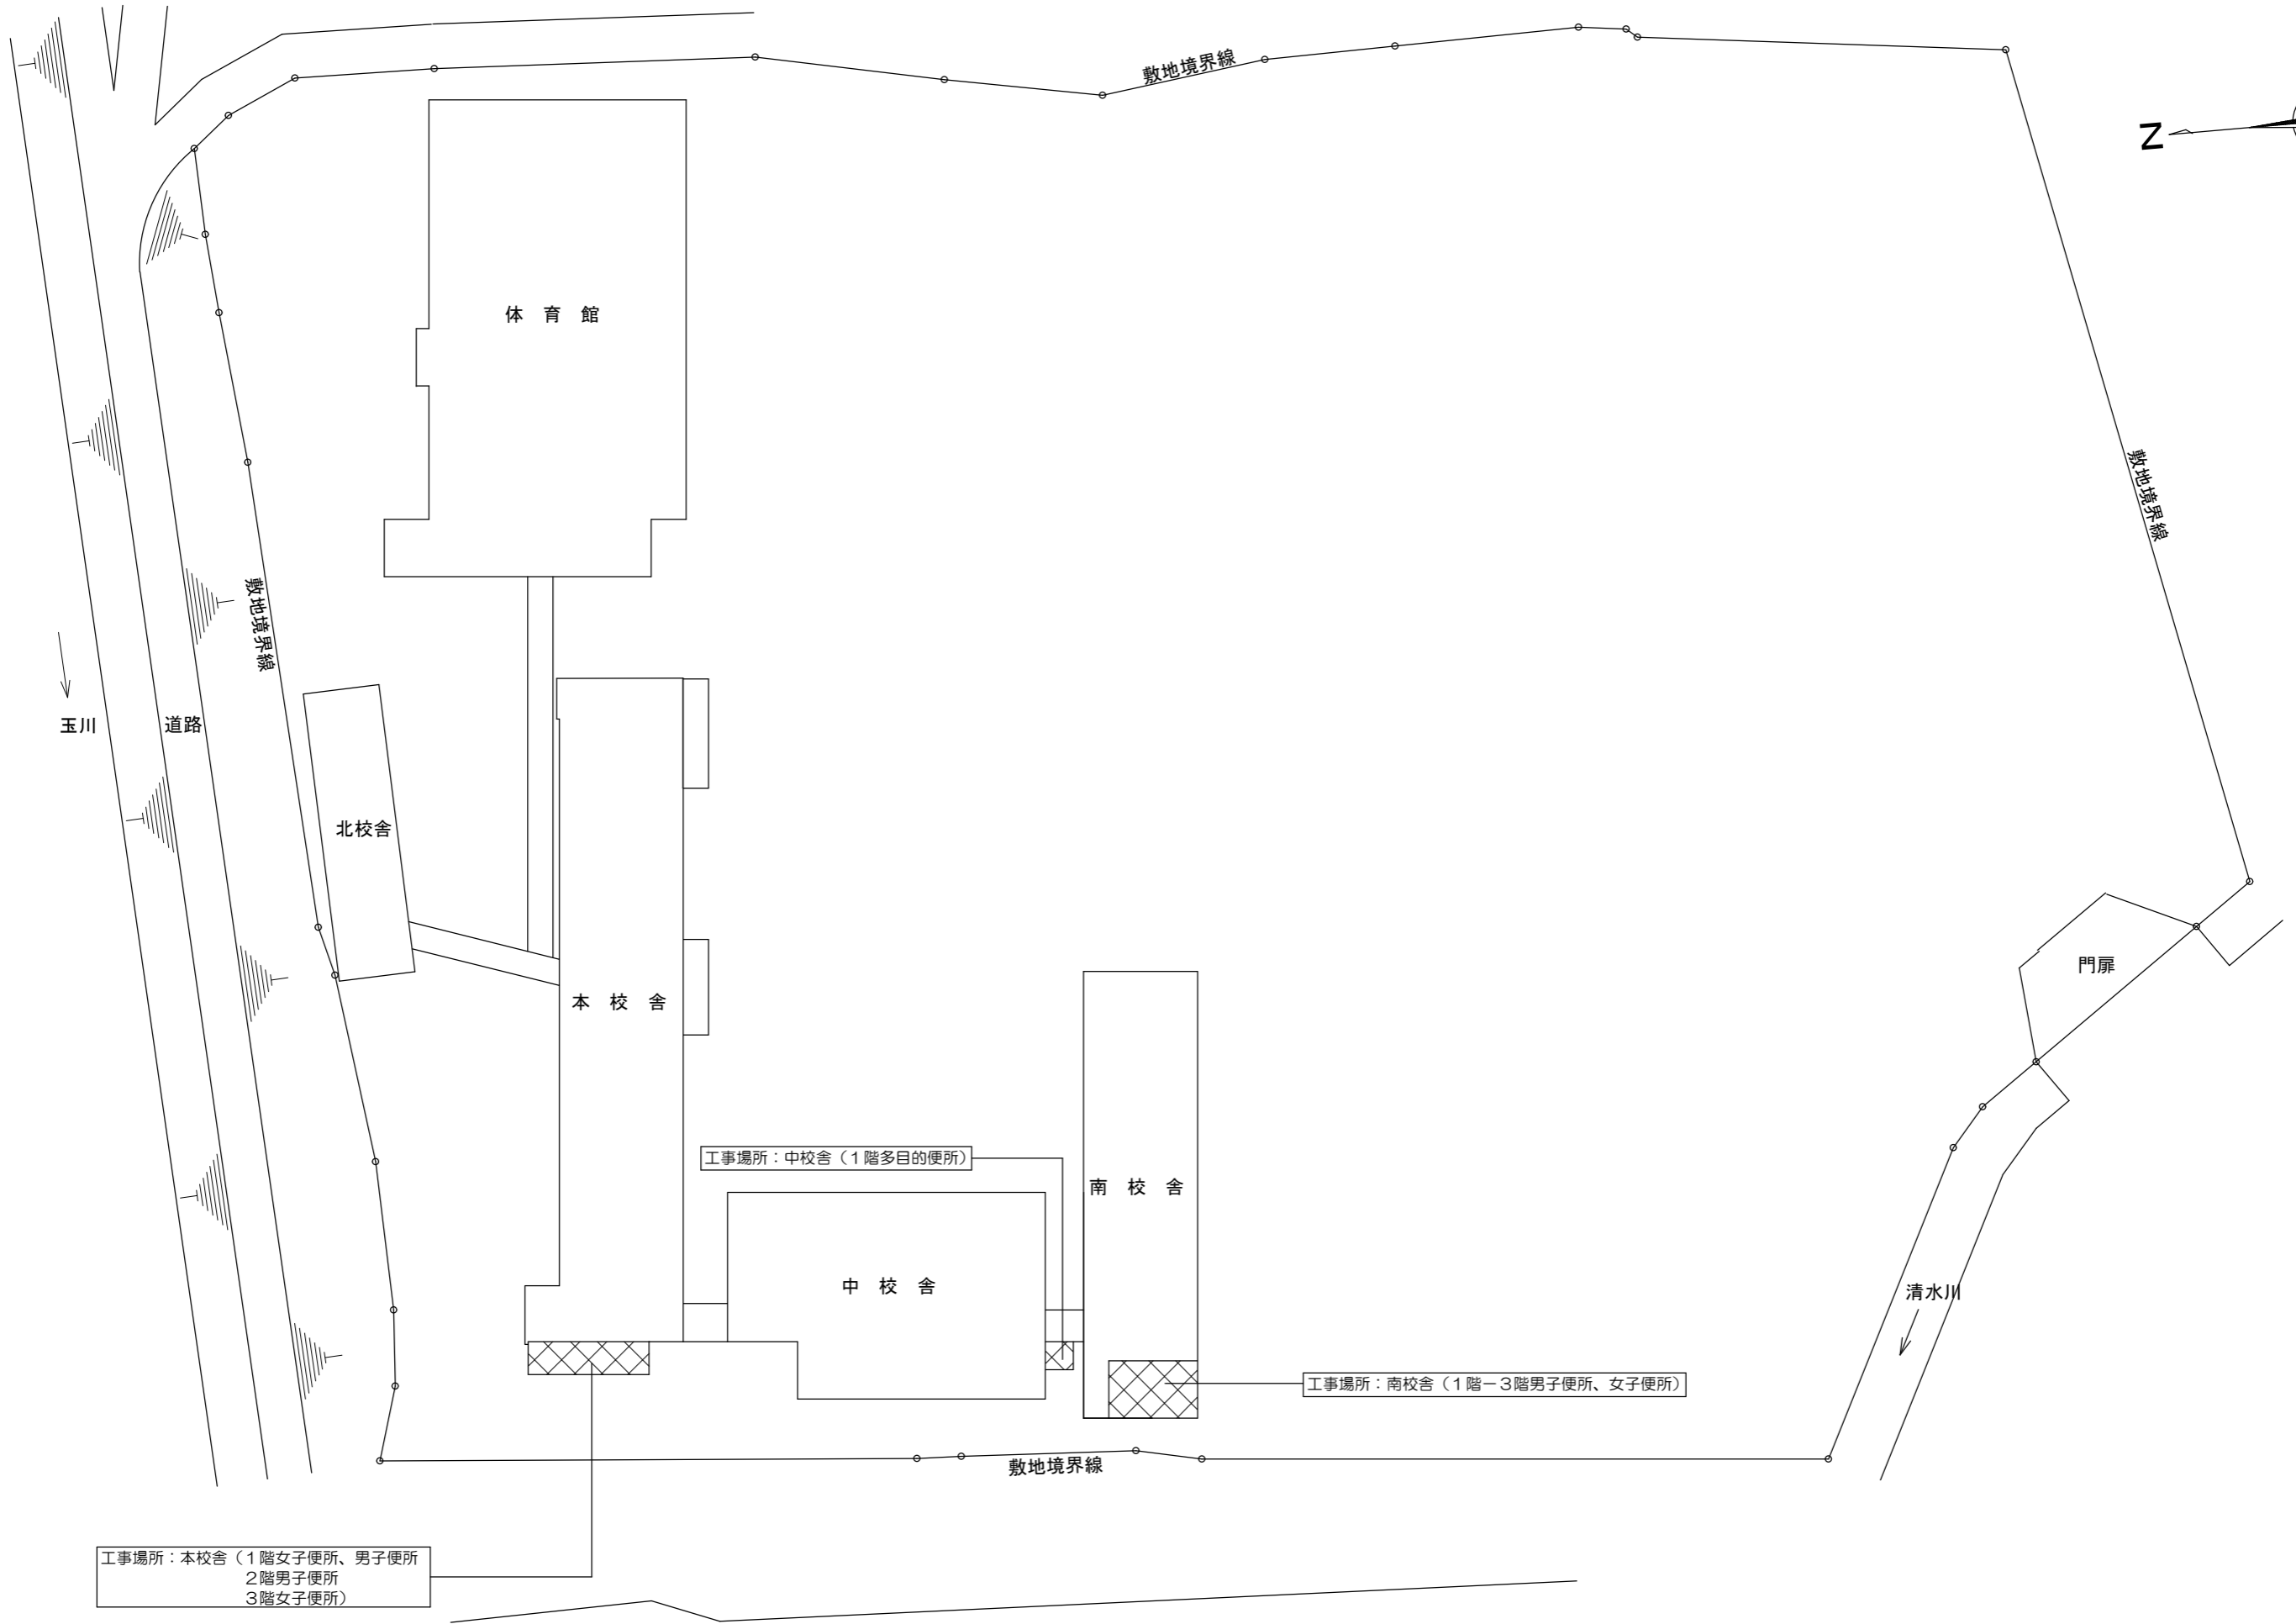 敷地境界線
N
体　育　館
敷地境界線
敷地境界線
玉川
道路
北校舎
門扉
本　校　舎
工事場所：中校舎（１階多目的便所）
南　校　舎
中　校　舎
清水川
工事場所：南校舎（１階－３階男子便所、女子便所）
敷地境界線
工事場所：本校舎（１階女子便所、男子便所
２階男子便所
３階女子便所）